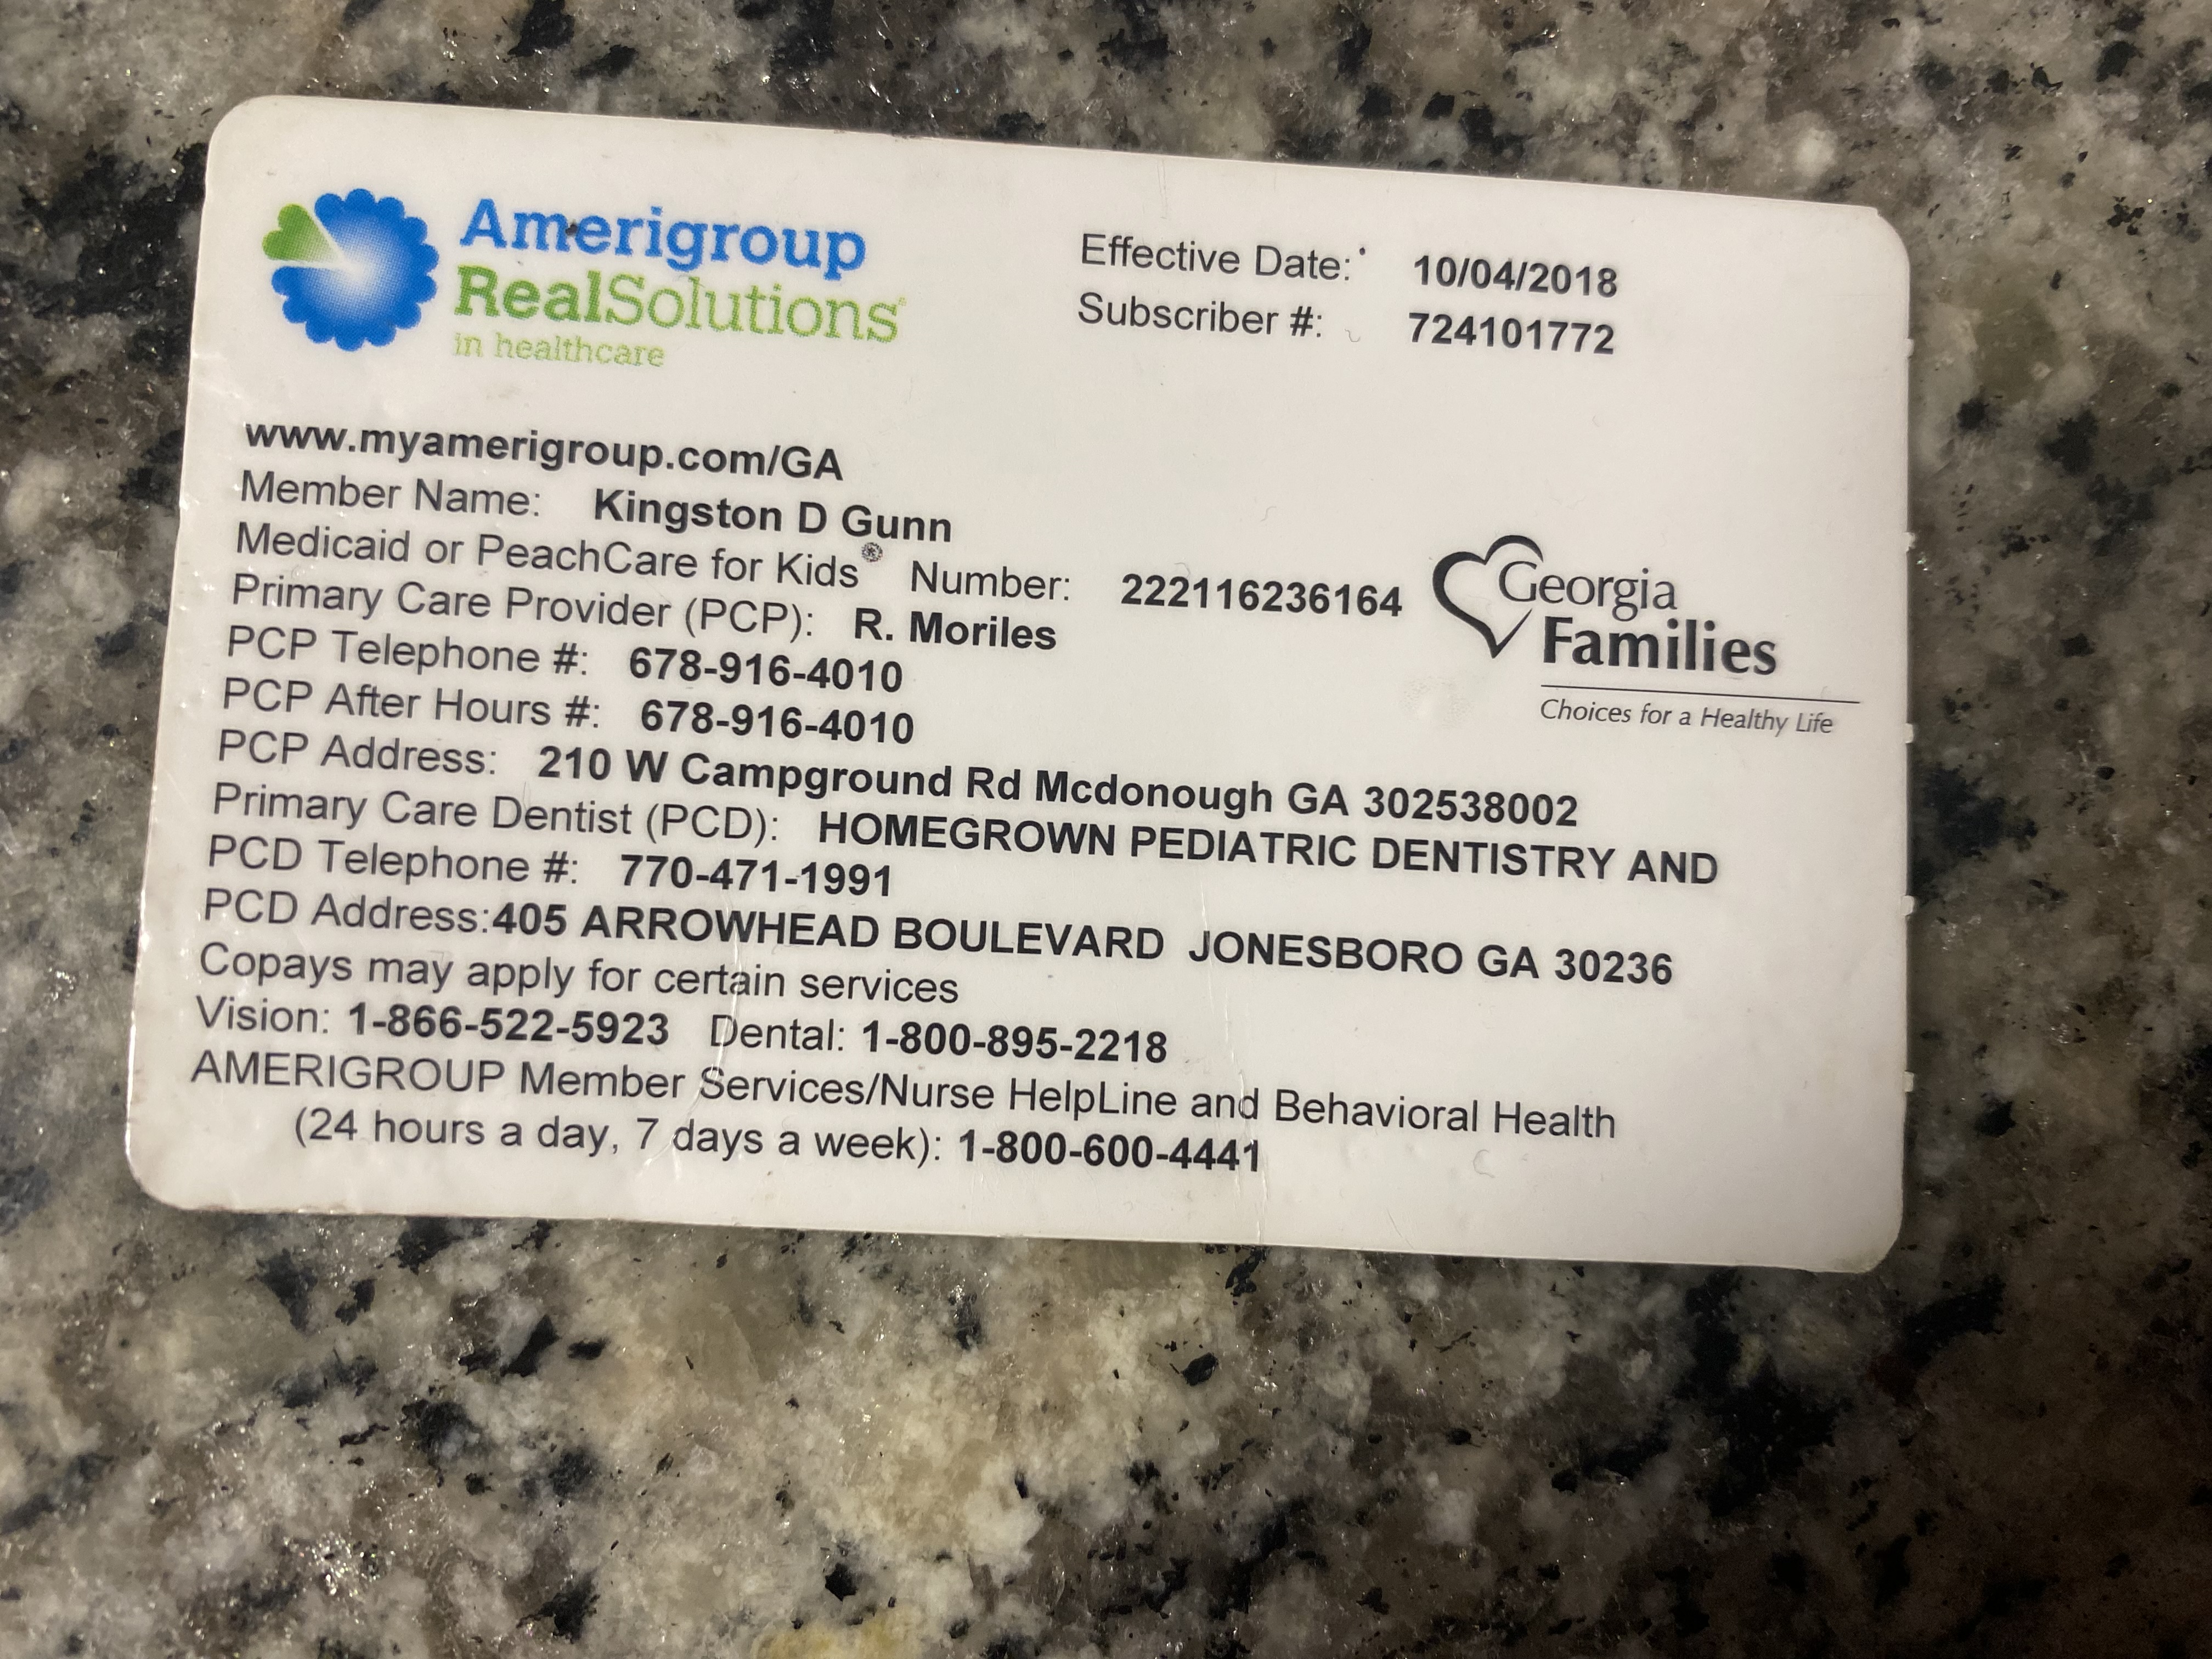 Amerigroup
RealSolutions
in healthcare
Effective Date: 10/04/2018
Subscriber #: 724101772
www.myamerigroup.com/GA
Member Name: Kingston D Gunn
Medicaid or PeachCare for Kids® Number: 222116236164
Primary Care Provider (PCP): R. Moriles
PCP Telephone #: 678-916-4010
PCP After Hours #: 678-916-4010
PCP Address: 210 W Campground Rd Mcdonough GA 302538002
Primary Care Dentist (PCD): HOMEGROWN PEDIATRIC DENTISTRY AND
PCD Telephone #: 770-471-1991
PCD Address:405 ARROWHEAD BOULEVARD JONESBORO GA 30236
Copays may apply for certain services
Vision: 1-866-522-5923 Dental: 1-800-895-2218
AMERIGROUP Member Services/Nurse HelpLine and Behavioral Health
(24 hours a day, 7 days a week): 1-800-600-4441
Georgia
Families
Choices for a Healthy Life